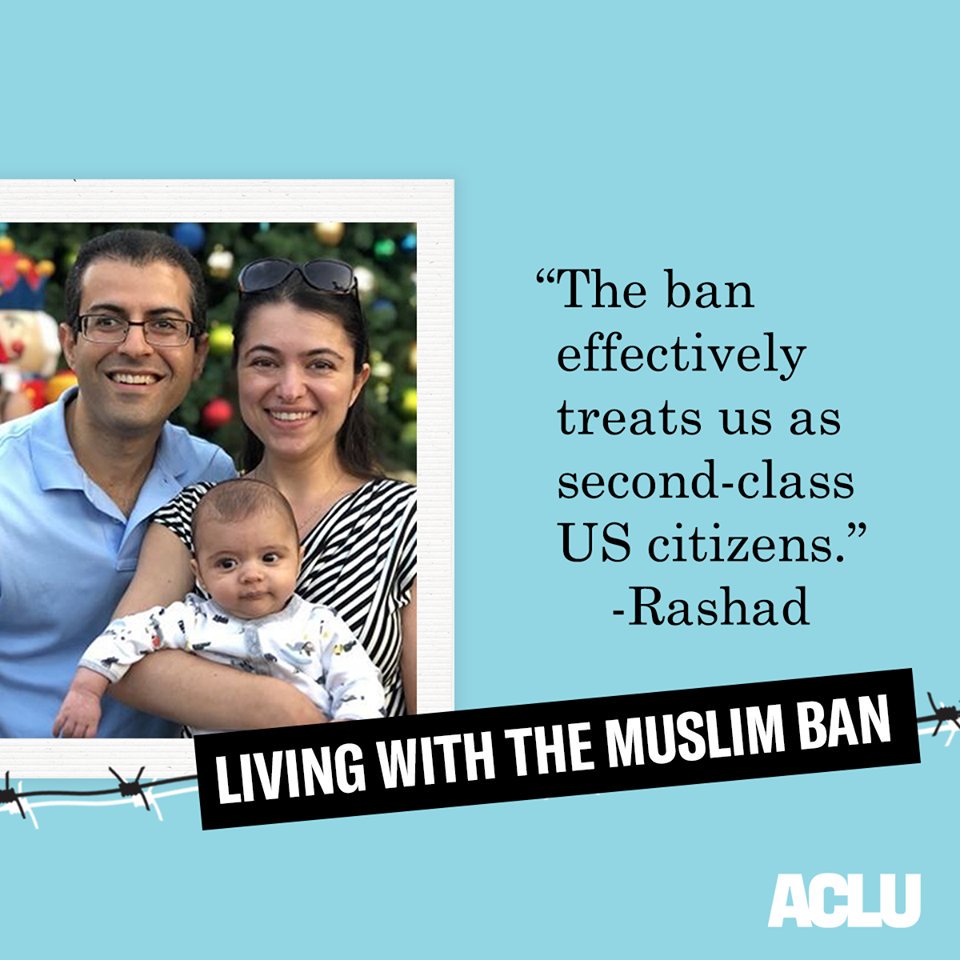 “The ban
effectively
treats us as
second-class
US citizens.”
-Rashad
LIVING WITH THE MUSLIM BAN
ACLU